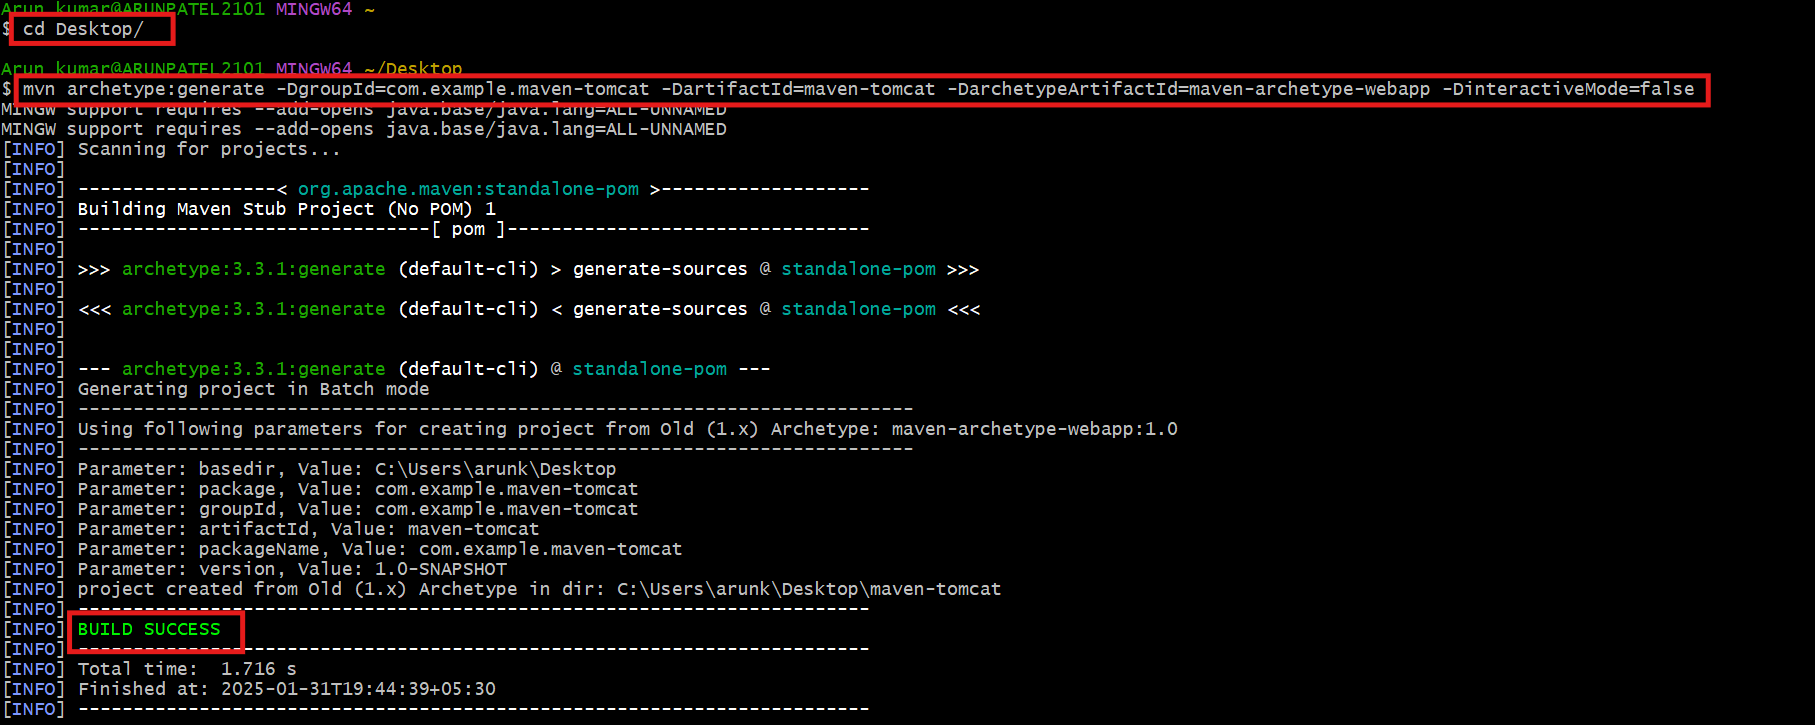 Arun kumar@ARUNPATEL2101 MINGW64 ~
$ cd Desktop/
Arun kumar@ARUNPATEL2101 MINGW64 ~/Desktop
$ mvn archetype:generate -DgroupId=com.example.maven-tomcat -DartifactId=maven-tomcat -DarchetypeArtifactId=maven-archetype-webapp -DinteractiveMode=false
MINGW support requires --add-opens java.base/java.lang=ALL-UNNAMED
MINGW support requires --add-opens java.base/java.lang=ALL-UNNAMED
[INFO] Scanning for projects...
[INFO]
[INFO] ------------------< org.apache.maven:standalone-pom >-------------------
[INFO] Building Maven Stub Project (No POM) 1
[INFO] --------------------------------[ pom ]---------------------------------
[INFO]
[INFO] >>> archetype:3.3.1:generate (default-cli) > generate-sources @ standalone-pom >>>
[INFO]
[INFO] <<< archetype:3.3.1:generate (default-cli) < generate-sources @ standalone-pom <<<
[INFO]
[INFO]
[INFO] --- archetype:3.3.1:generate (default-cli) @ standalone-pom ---
[INFO] Generating project in Batch mode
[INFO] ----------------------------------------------------------------------------
[INFO] Using following parameters for creating project from Old (1.x) Archetype: maven-archetype-webapp:1.0
[INFO] ----------------------------------------------------------------------------
[INFO] Parameter: basedir, Value: C:\Users\arunk\Desktop
[INFO] Parameter: package, Value: com.example.maven-tomcat
[INFO] Parameter: groupId, Value: com.example.maven-tomcat
[INFO] Parameter: artifactId, Value: maven-tomcat
[INFO] Parameter: packageName, Value: com.example.maven-tomcat
[INFO] Parameter: version, Value: 1.0-SNAPSHOT
[INFO] project created from Old (1.x) Archetype in dir: C:\Users\arunk\Desktop\maven-tomcat
[INFO] ------------------------------------------------------------------------
[INFO] BUILD SUCCESS
[INFO] ------------------------------------------------------------------------
[INFO] Total time:  1.716 s
[INFO] Finished at: 2025-01-31T19:44:39+05:30
[INFO] ------------------------------------------------------------------------